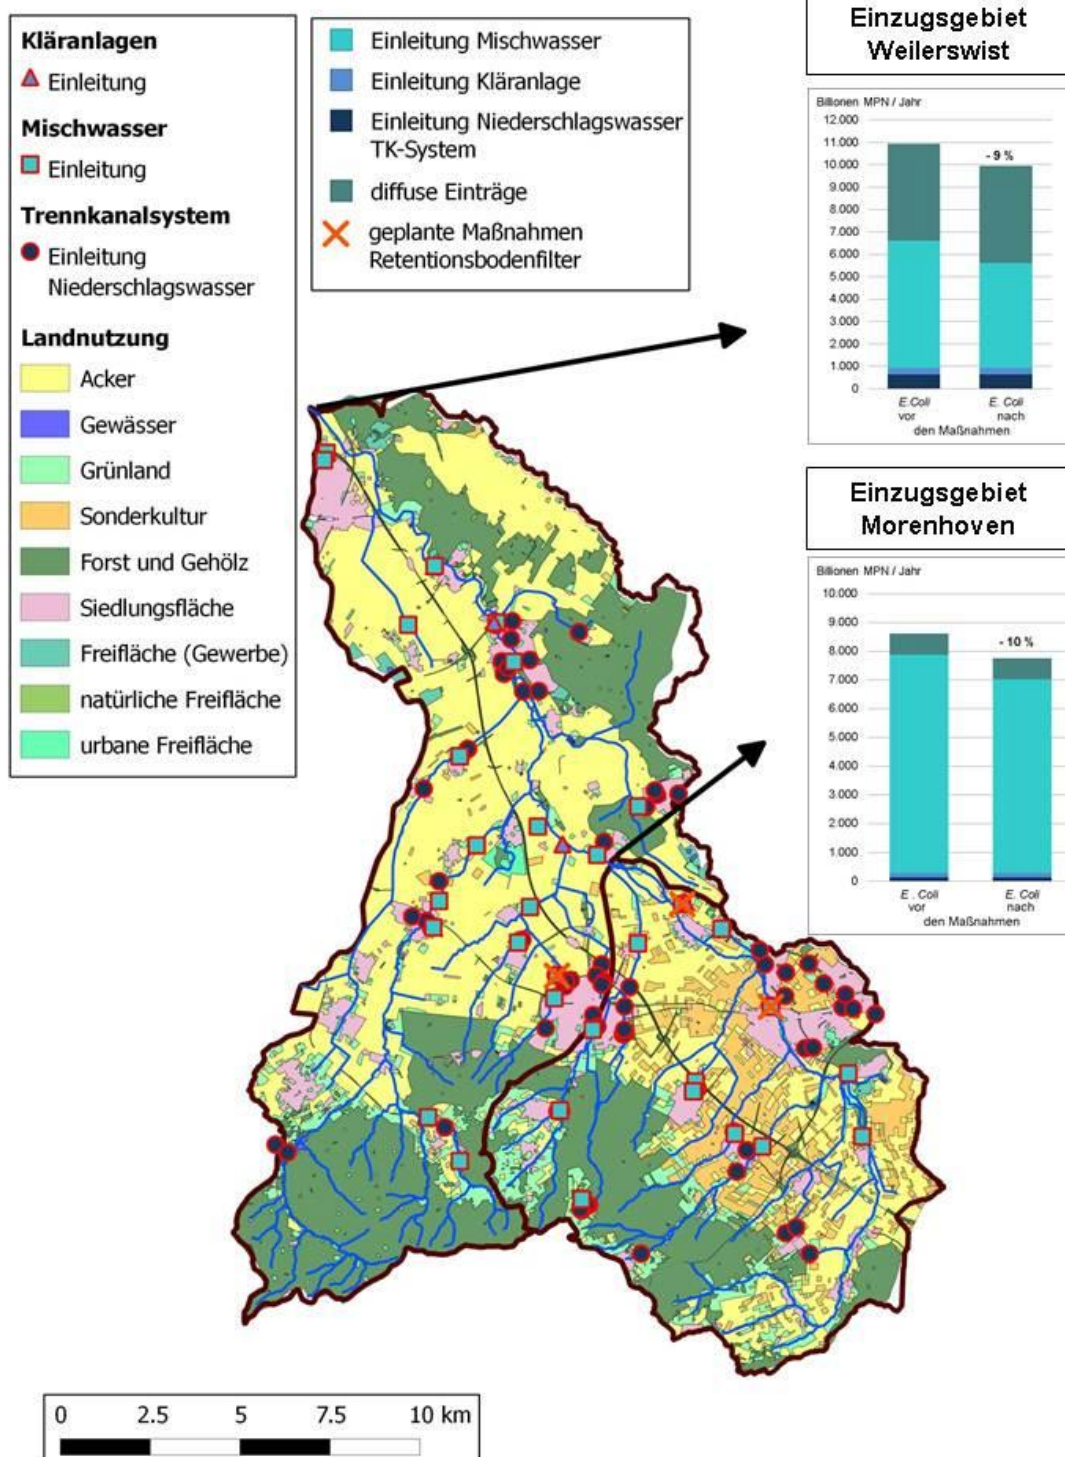 Kläranlagen
Einleitung
Mischwasser
Einleitung
Trennkanalsystem
Einleitung
Niederschlagswasser
Landnutzung
Acker
Gewässer
Grünland
Sonderkultur
Forst und Gehölz
Siedlungsfläche
Freifläche (Gewerbe)
natürliche Freifläche
urbane Freifläche
Einleitung Mischwasser
Einleitung Kläranlage
Einleitung Niederschlagswasser
TK-System
diffuse Einträge
geplante Maßnahmen
Retentionsbodenfilter
Einzugsgebiet
Weilerswist
Billionen MPN / Jahr
12.000
11.000
10.000
9.000
8.000
7.000
6.000
5.000
4.000
3.000
2.000
1.000
0
- 9 %
E.Coli E. Coli
vor nach
den Maßnahmen
Einzugsgebiet
Morenhoven
Billionen MPN / Jahr
10.000
9.000
8.000
7.000
6.000
5.000
4.000
3.000
2.000
1.000
0
- 10 %
E . Coli E. Coli
vor nach
den Maßnahmen
0 2.5 5 7.5 10 km